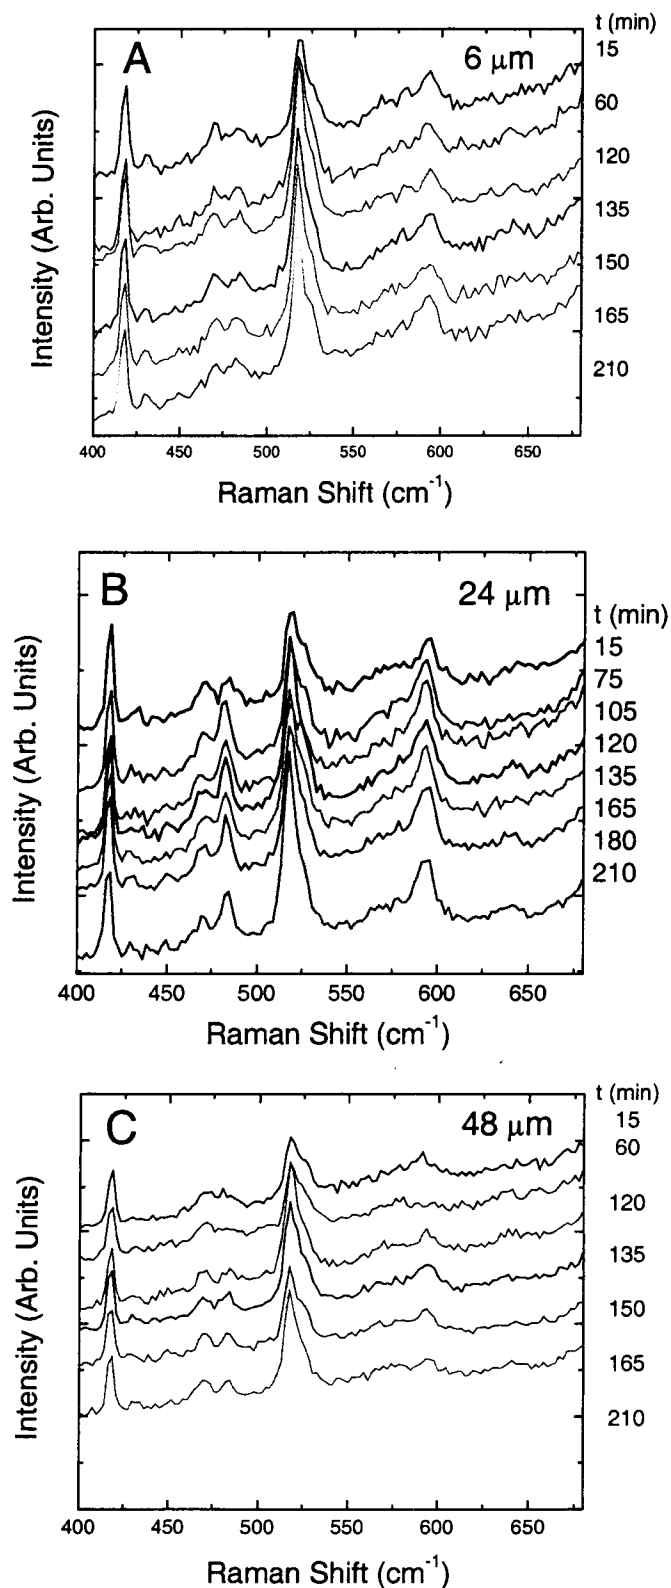 t (min)
A
6 μm
15
60
120
135
150
165
210
Intensity (Arb. Units)
400 450 500 550 600 650
Raman Shift (cm⁻¹)
B
24 μm
t (min)
15
75
105
120
135
165
180
210
Intensity (Arb. Units)
400 450 500 550 600 650
Raman Shift (cm⁻¹)
t (min)
C
48 μm
15
60
120
135
150
165
210
Intensity (Arb. Units)
400 450 500 550 600 650
Raman Shift (cm⁻¹)